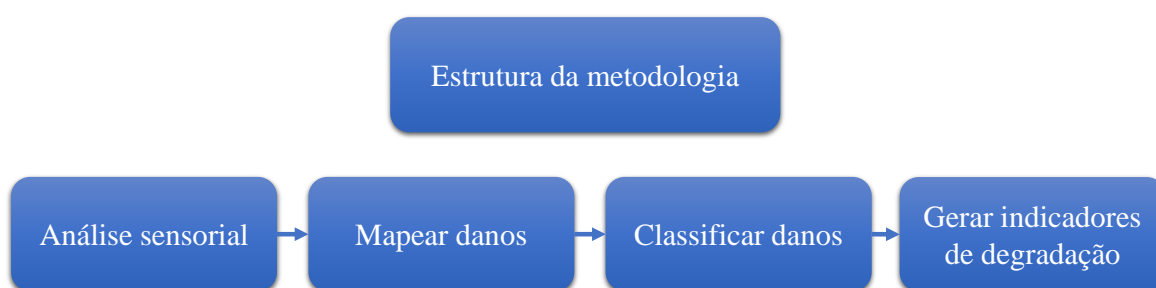 Estrutura da metodologia
Análise sensorial
Mapear danos
Classificar danos
Gerar indicadores
de degradação